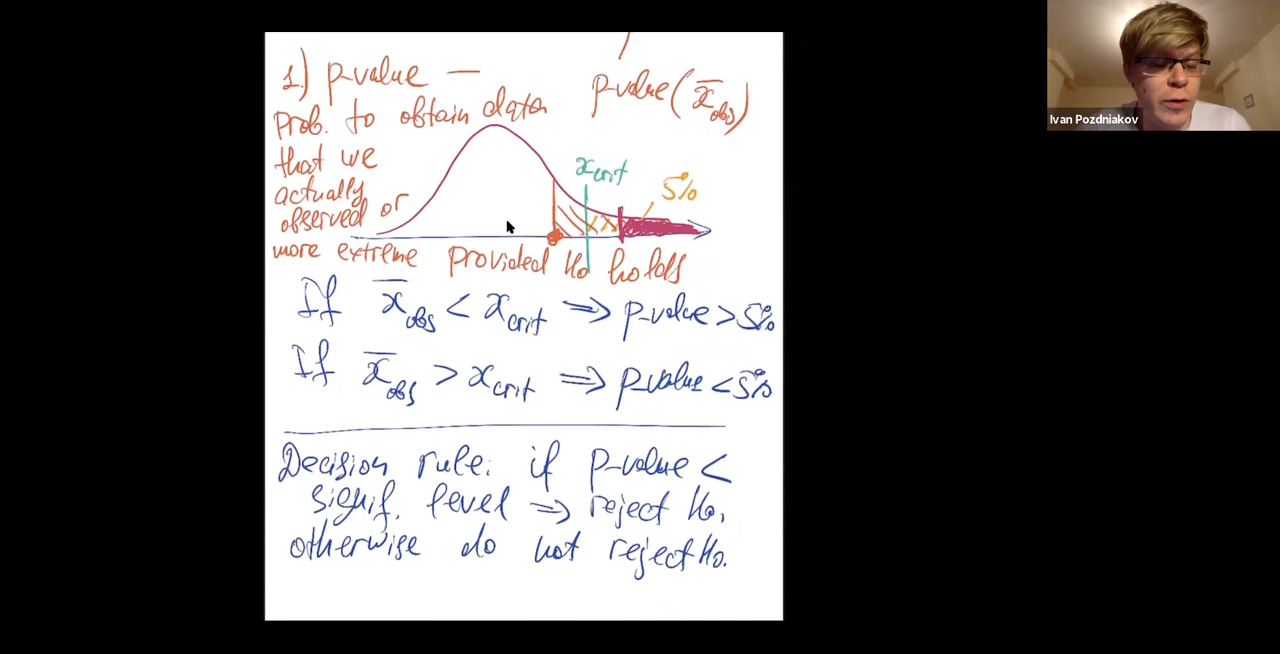 1.) p-value —
prob. to obtain data
that we
actually
observed or
more extreme provided H₀ holds
p-value(x̅obs)
xcrit
5%
If x̅obs < xcrit ⇒ p-value > 5%
If x̅obs > xcrit ⇒ p-value < 5%
Decision rule: if p-value <
signif. level ⇒ reject H₀,
otherwise do not reject H₀.
Ivan Pozdniakov